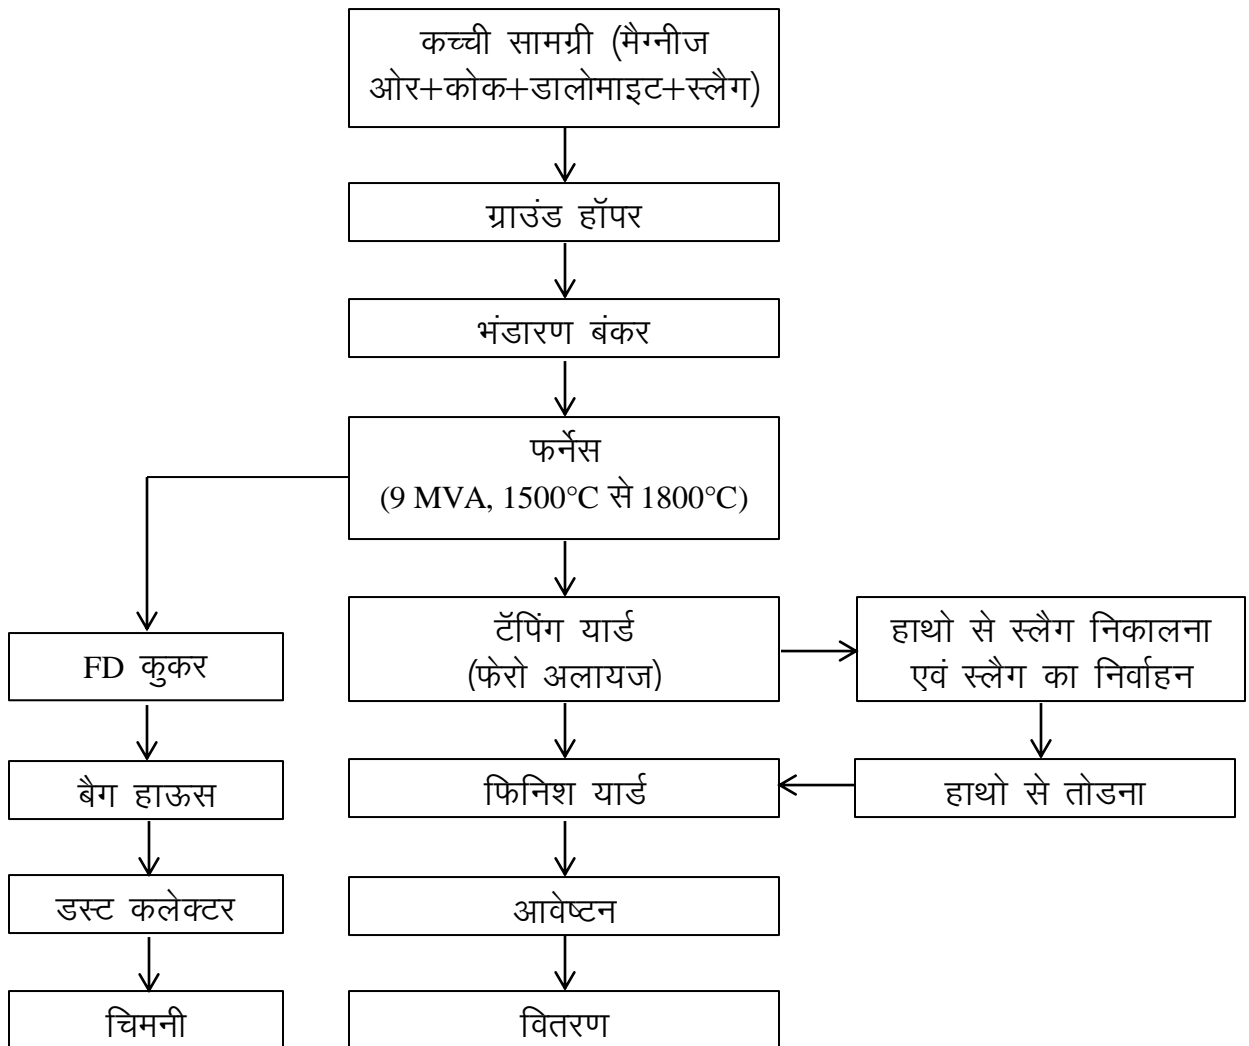 कच्ची सामग्री (मैग्नीज
ओर+कोक+डालोमाइट+स्लैग)
ग्राउंड हॉपर
भंडारण बंकर
फर्नेस
(9 MVA, 1500°C से 1800°C)
टॅपिंग यार्ड
(फेरो अलायज)
हाथो से स्लैग निकालना
एवं स्लैग का निर्वाहन
FD कुकर
बैग हाऊस
फिनिश यार्ड
हाथो से तोडना
डस्ट कलेक्टर
आवेष्टन
चिमनी
वितरण